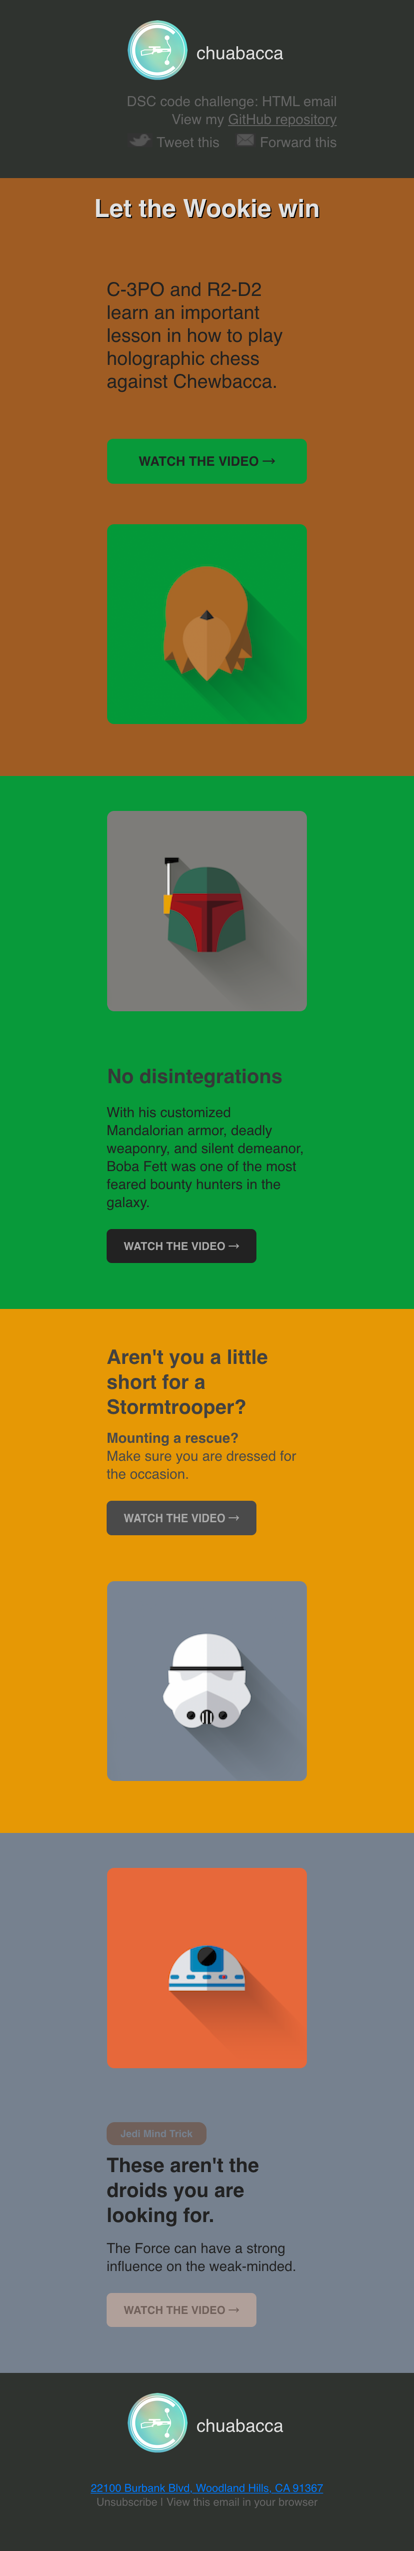 chuabacca
DSC code challenge: HTML email
View my GitHub repository
Tweet this Forward this
Let the Wookie win
C-3PO and R2-D2
learn an important
lesson in how to play
holographic chess
against Chewbacca.
WATCH THE VIDEO →
No disintegrations
With his customized
Mandalorian armor, deadly
weaponry, and silent demeanor,
Boba Fett was one of the most
feared bounty hunters in the
galaxy.
WATCH THE VIDEO →
Aren't you a little
short for a
Stormtrooper?
Mounting a rescue?
Make sure you are dressed for
the occasion.
WATCH THE VIDEO →
Jedi Mind Trick
These aren't the
droids you are
looking for.
The Force can have a strong
influence on the weak-minded.
WATCH THE VIDEO →
chuabacca
22100 Burbank Blvd, Woodland Hills, CA 91367
Unsubscribe | View this email in your browser